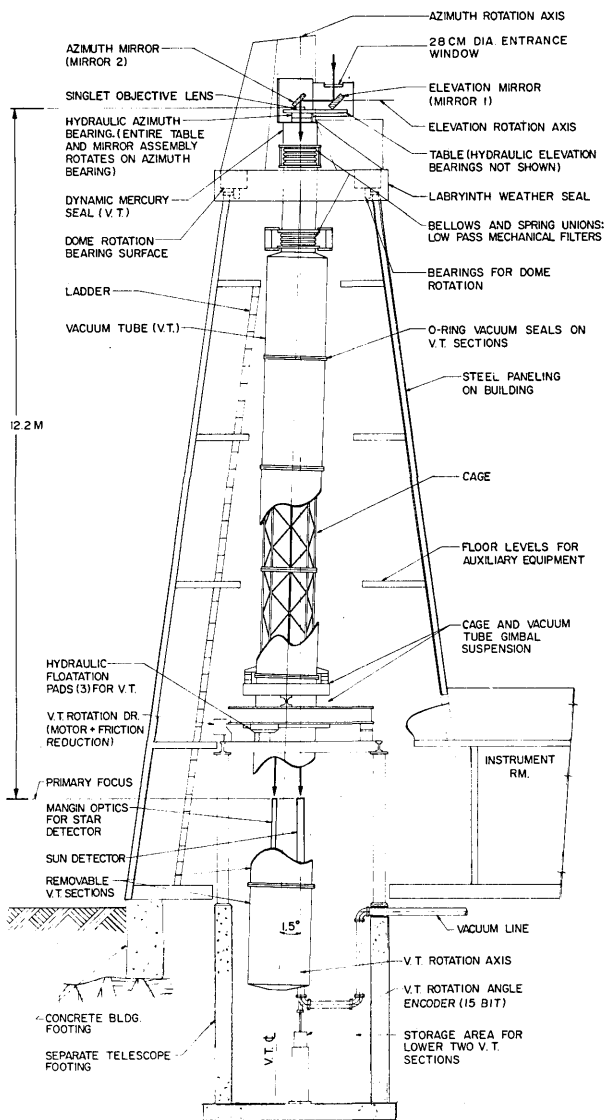 AZIMUTH ROTATION AXIS
28 CM DIA. ENTRANCE
WINDOW
ELEVATION MIRROR
(MIRROR 1)
ELEVATION ROTATION AXIS
TABLE (HYDRAULIC ELEVATION
BEARINGS NOT SHOWN)
LABRYINTH WEATHER SEAL
BELLOWS AND SPRING UNIONS:
LOW PASS MECHANICAL FILTERS
BEARINGS FOR DOME
ROTATION
O-RING VACUUM SEALS ON
V.T. SECTIONS
STEEL PANELING
ON BUILDING
CAGE
FLOOR LEVELS FOR
AUXILIARY EQUIPMENT
CAGE AND VACUUM
TUBE GIMBAL
SUSPENSION
INSTRUMENT
RM.
VACUUM LINE
V.T. ROTATION AXIS
V.T. ROTATION ANGLE
ENCODER (15 BIT)
STORAGE AREA FOR
LOWER TWO V.T.
SECTIONS
AZIMUTH MIRROR
(MIRROR 2)
SINGLET OBJECTIVE LENS
HYDRAULIC AZIMUTH
BEARING. (ENTIRE TABLE
AND MIRROR ASSEMBLY
ROTATES ON AZIMUTH
BEARING)
DYNAMIC MERCURY
SEAL (V.T.)
DOME ROTATION
BEARING SURFACE
LADDER
VACUUM TUBE (V.T.)
12.2 M
HYDRAULIC
FLOATATION
PADS (3) FOR V.T.
V.T. ROTATION DR.
(MOTOR + FRICTION
REDUCTION)
PRIMARY FOCUS
MANGIN OPTICS
FOR STAR
DETECTOR
SUN DETECTOR
REMOVABLE
V.T. SECTIONS
1.5°
CONCRETE BLDG.
FOOTING
SEPARATE TELESCOPE
FOOTING
V.T. ℄